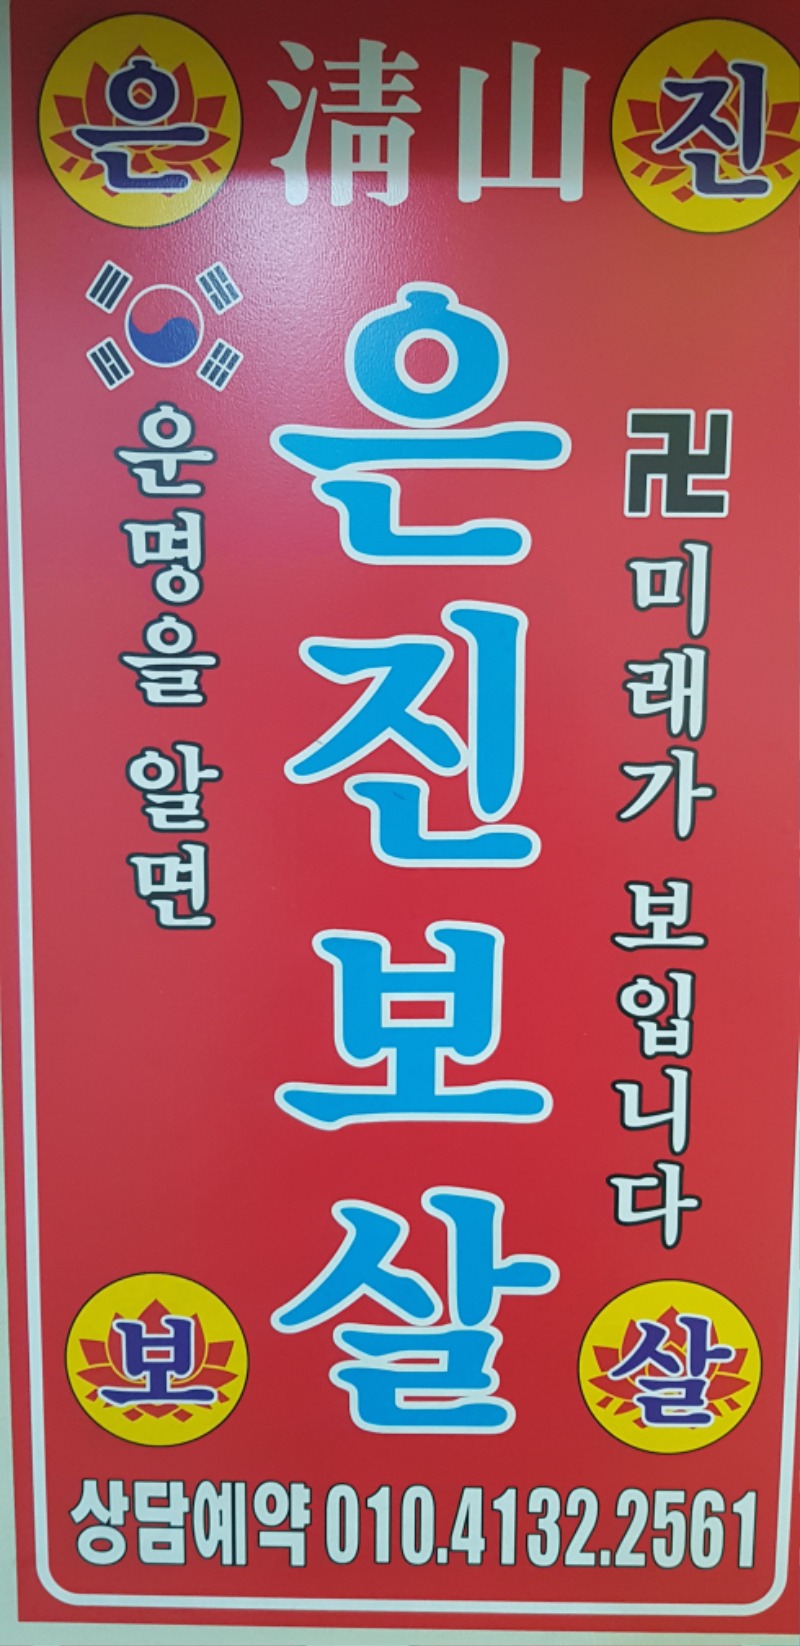 은 淸山 진
은진보살
운명을 알면
卍 미래가 보입니다
보 살
상담예약 010.4132.2561